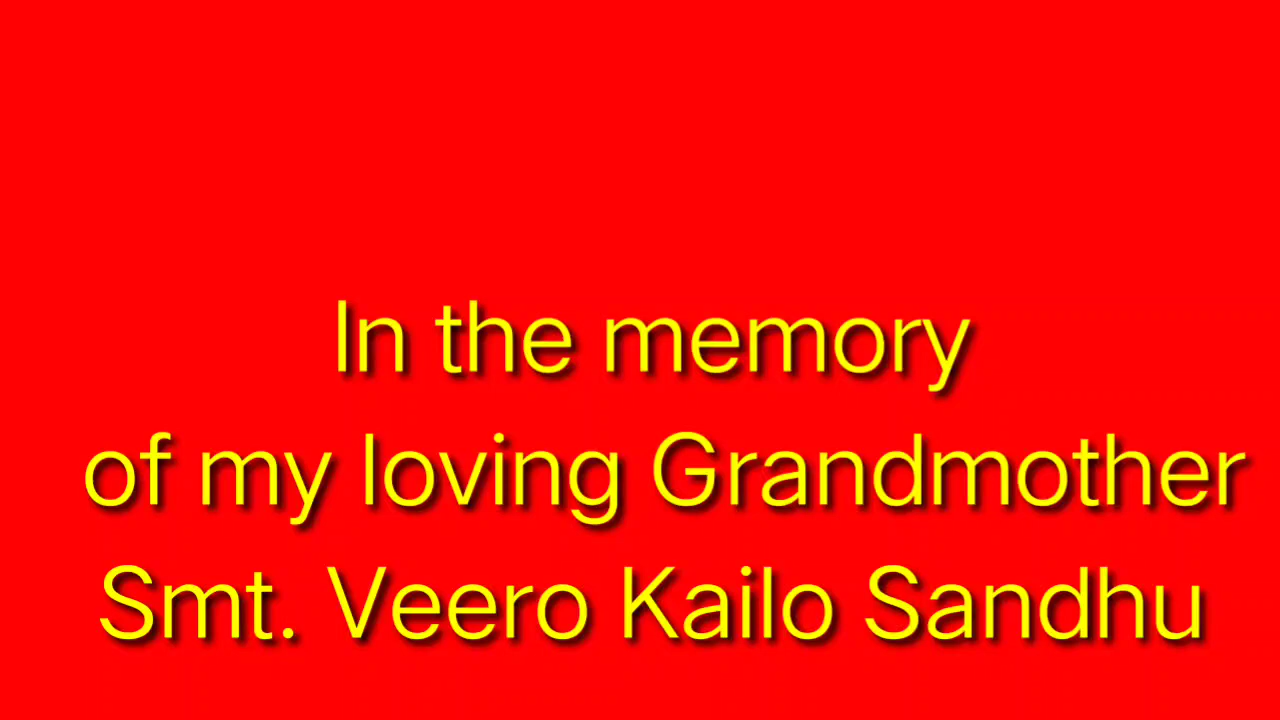 In the memory
of my loving Grandmother
Smt. Veero Kailo Sandhu